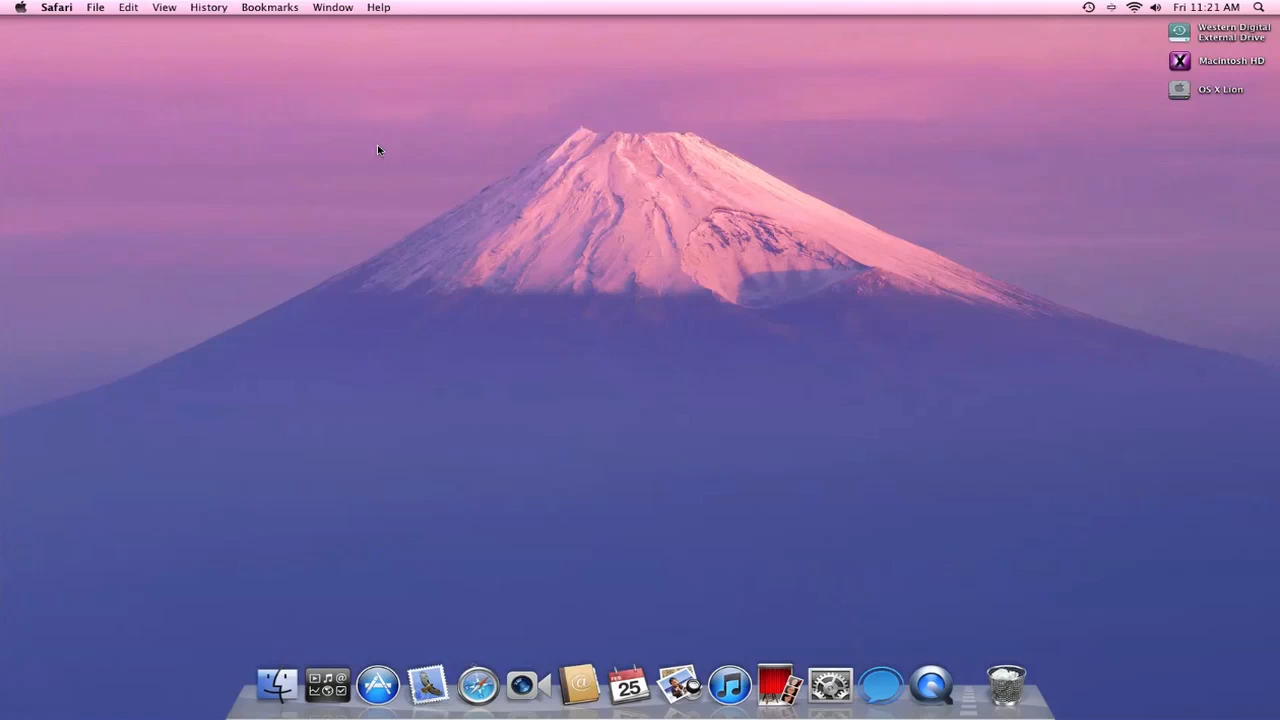 Safari File Edit View History Bookmarks Window Help Fri 11:21 AM
Western Digital
External Drive
Macintosh HD
OS X Lion
FEB
25